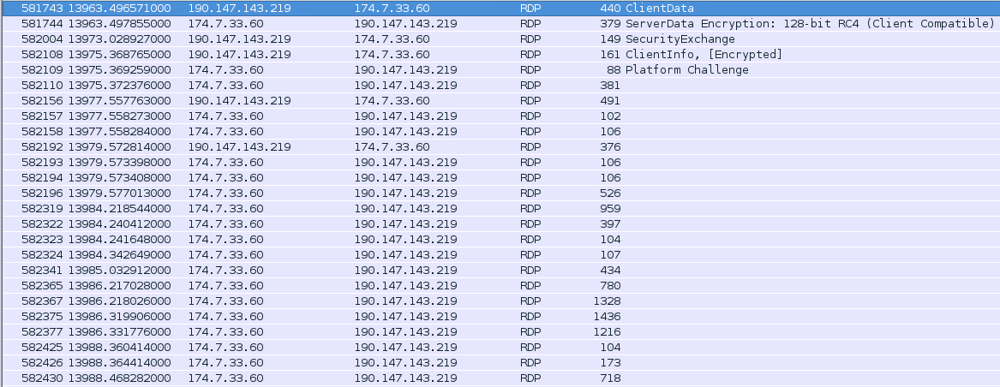 581743 13963.496571000 190.147.143.219 174.7.33.60 RDP 440 ClientData
581744 13963.497855000 174.7.33.60 190.147.143.219 RDP 379 ServerData Encryption: 128-bit RC4 (Client Compatible)
582004 13973.028927000 190.147.143.219 174.7.33.60 RDP 149 SecurityExchange
582108 13975.368765000 190.147.143.219 174.7.33.60 RDP 161 ClientInfo, [Encrypted]
582109 13975.369259000 174.7.33.60 190.147.143.219 RDP 88 Platform Challenge
582110 13975.372376000 174.7.33.60 190.147.143.219 RDP 381
582156 13977.557763000 190.147.143.219 174.7.33.60 RDP 491
582157 13977.558273000 174.7.33.60 190.147.143.219 RDP 102
582158 13977.558284000 174.7.33.60 190.147.143.219 RDP 106
582192 13979.572814000 190.147.143.219 174.7.33.60 RDP 376
582193 13979.573398000 174.7.33.60 190.147.143.219 RDP 106
582194 13979.573408000 174.7.33.60 190.147.143.219 RDP 106
582196 13979.577013000 174.7.33.60 190.147.143.219 RDP 526
582319 13984.218544000 174.7.33.60 190.147.143.219 RDP 959
582322 13984.240412000 174.7.33.60 190.147.143.219 RDP 397
582323 13984.241648000 174.7.33.60 190.147.143.219 RDP 104
582324 13984.342649000 174.7.33.60 190.147.143.219 RDP 107
582341 13985.032912000 174.7.33.60 190.147.143.219 RDP 434
582365 13986.217028000 174.7.33.60 190.147.143.219 RDP 780
582367 13986.218026000 174.7.33.60 190.147.143.219 RDP 1328
582375 13986.319906000 174.7.33.60 190.147.143.219 RDP 1436
582377 13986.331776000 174.7.33.60 190.147.143.219 RDP 1216
582425 13988.360414000 174.7.33.60 190.147.143.219 RDP 104
582426 13988.364414000 174.7.33.60 190.147.143.219 RDP 173
582430 13988.468282000 174.7.33.60 190.147.143.219 RDP 718